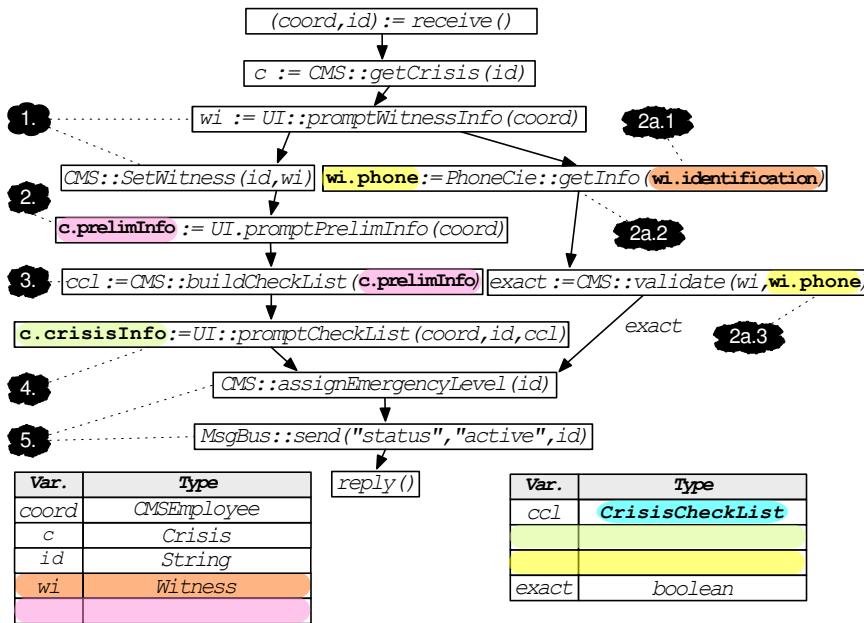 (coord,id):= receive()
c := CMS::getCrisis(id)
1.
wi := UI::promptWitnessInfo(coord)
2a.1
CMS::SetWitness(id,wi)
wi.phone:=PhoneCie::getInfo(wi.identification)
2.
c.prelimInfo := UI.promptPrelimInfo(coord)
2a.2
3.
ccl:=CMS::buildCheckList(c.prelimInfo)
exact:=CMS::validate(wi,wi.phone)
c.crisisInfo:=UI::promptCheckList(coord,id,ccl)
exact
2a.3
4.
CMS::assignEmergencyLevel(id)
5.
MsgBus::send("status","active",id)
reply()
Var. Type
coord CMSEmployee
c Crisis
id String
wi Witness
Var. Type
ccl CrisisCheckList
exact boolean